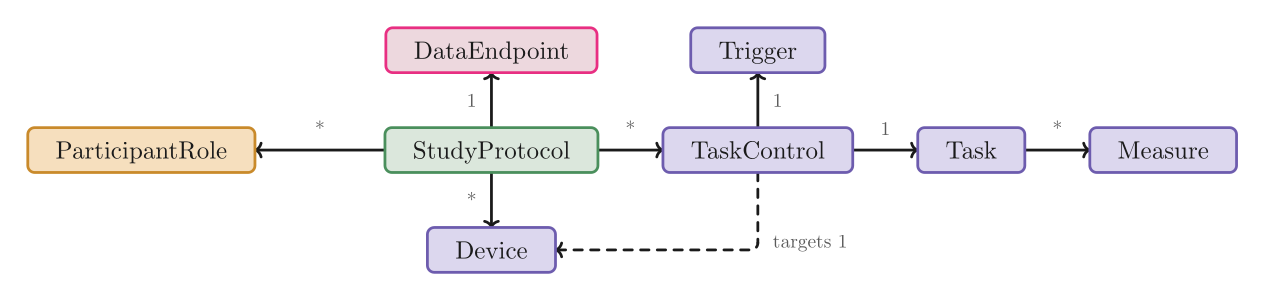 DataEndpoint
Trigger
1
1
ParticipantRole
*
StudyProtocol
*
TaskControl
1
Task
*
Measure
*
Device
targets 1